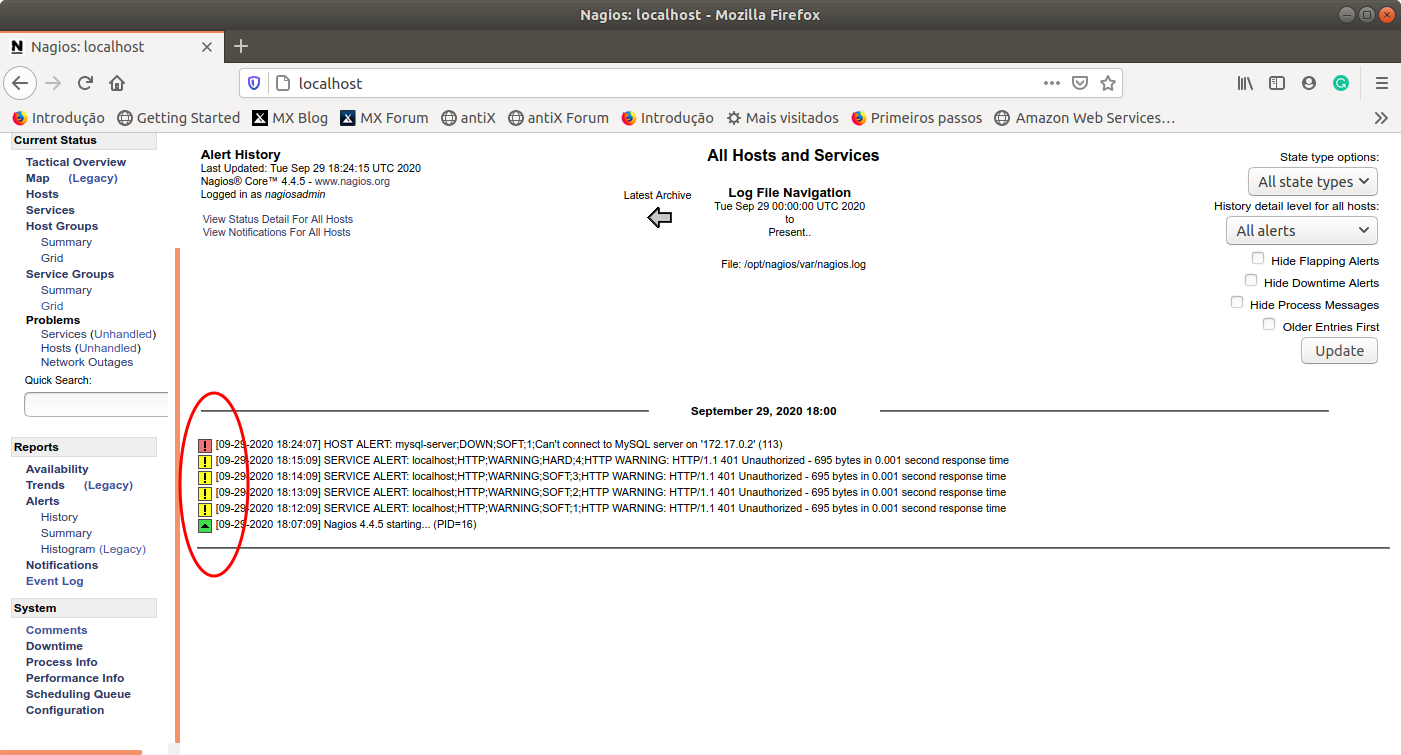 Nagios: localhost - Mozilla Firefox
Nagios: localhost
localhost
Introdução Getting Started MX Blog MX Forum antiX antiX Forum Introdução Mais visitados Primeiros passos Amazon Web Services…
Current Status
Tactical Overview
Map (Legacy)
Hosts
Services
Host Groups
Summary
Grid
Service Groups
Summary
Grid
Problems
Services (Unhandled)
Hosts (Unhandled)
Network Outages
Quick Search:
Reports
Availability
Trends (Legacy)
Alerts
History
Summary
Histogram (Legacy)
Notifications
Event Log
System
Comments
Downtime
Process Info
Performance Info
Scheduling Queue
Configuration
Alert History
Last Updated: Tue Sep 29 18:24:15 UTC 2020
Nagios® Core™ 4.4.5 - www.nagios.org
Logged in as nagiosadmin
View Status Detail For All Hosts
View Notifications For All Hosts
Latest Archive
All Hosts and Services
Log File Navigation
Tue Sep 29 00:00:00 UTC 2020
to
Present..
File: /opt/nagios/var/nagios.log
State type options:
All state types
History detail level for all hosts:
All alerts
Hide Flapping Alerts
Hide Downtime Alerts
Hide Process Messages
Older Entries First
Update
September 29, 2020 18:00
[09-29-2020 18:24:07] HOST ALERT: mysql-server;DOWN;SOFT;1;Can't connect to MySQL server on '172.17.0.2' (113)
[09-29-2020 18:15:09] SERVICE ALERT: localhost;HTTP;WARNING;HARD;4;HTTP WARNING: HTTP/1.1 401 Unauthorized - 695 bytes in 0.001 second response time
[09-29-2020 18:14:09] SERVICE ALERT: localhost;HTTP;WARNING;SOFT;3;HTTP WARNING: HTTP/1.1 401 Unauthorized - 695 bytes in 0.001 second response time
[09-29-2020 18:13:09] SERVICE ALERT: localhost;HTTP;WARNING;SOFT;2;HTTP WARNING: HTTP/1.1 401 Unauthorized - 695 bytes in 0.001 second response time
[09-29-2020 18:12:09] SERVICE ALERT: localhost;HTTP;WARNING;SOFT;1;HTTP WARNING: HTTP/1.1 401 Unauthorized - 695 bytes in 0.001 second response time
[09-29-2020 18:07:09] Nagios 4.4.5 starting... (PID=16)